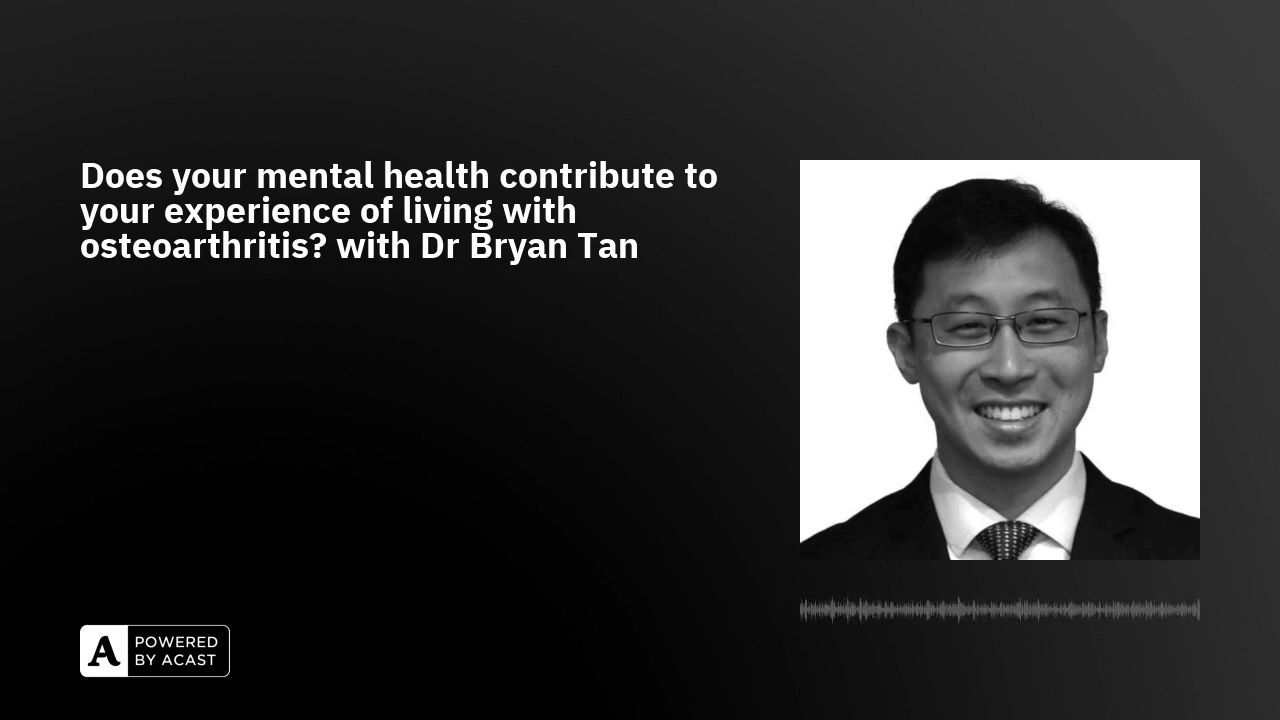 Does your mental health contribute to
your experience of living with
osteoarthritis? with Dr Bryan Tan
A POWERED
BY ACAST